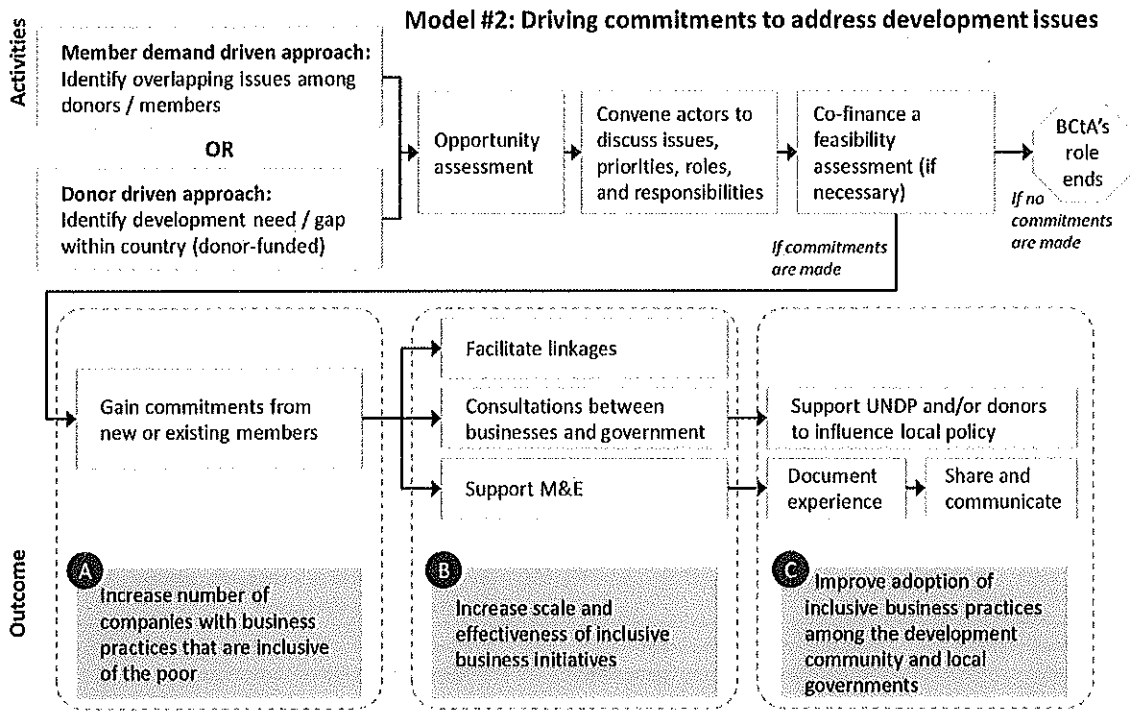 Model #2: Driving commitments to address development issues
Activities
Member demand driven approach:
Identify overlapping issues among
donors / members
OR
Donor driven approach:
Identify development need / gap
within country (donor-funded)
Opportunity
assessment
Convene actors to
discuss issues,
priorities, roles,
and responsibilities
Co-finance a
feasibility
assessment (if
necessary)
BCtA's
role
ends
If no
commitments
are made
If commitments
are made
Gain commitments from
new or existing members
Facilitate linkages
Consultations between
businesses and government
Support M&E
Support UNDP and/or donors
to influence local policy
Document
experience
Share and
communicate
Outcome
A
Increase number of
companies with business
practices that are inclusive
of the poor
B
Increase scale and
effectiveness of inclusive
business initiatives
C
Improve adoption of
inclusive business practices
among the development
community and local
governments